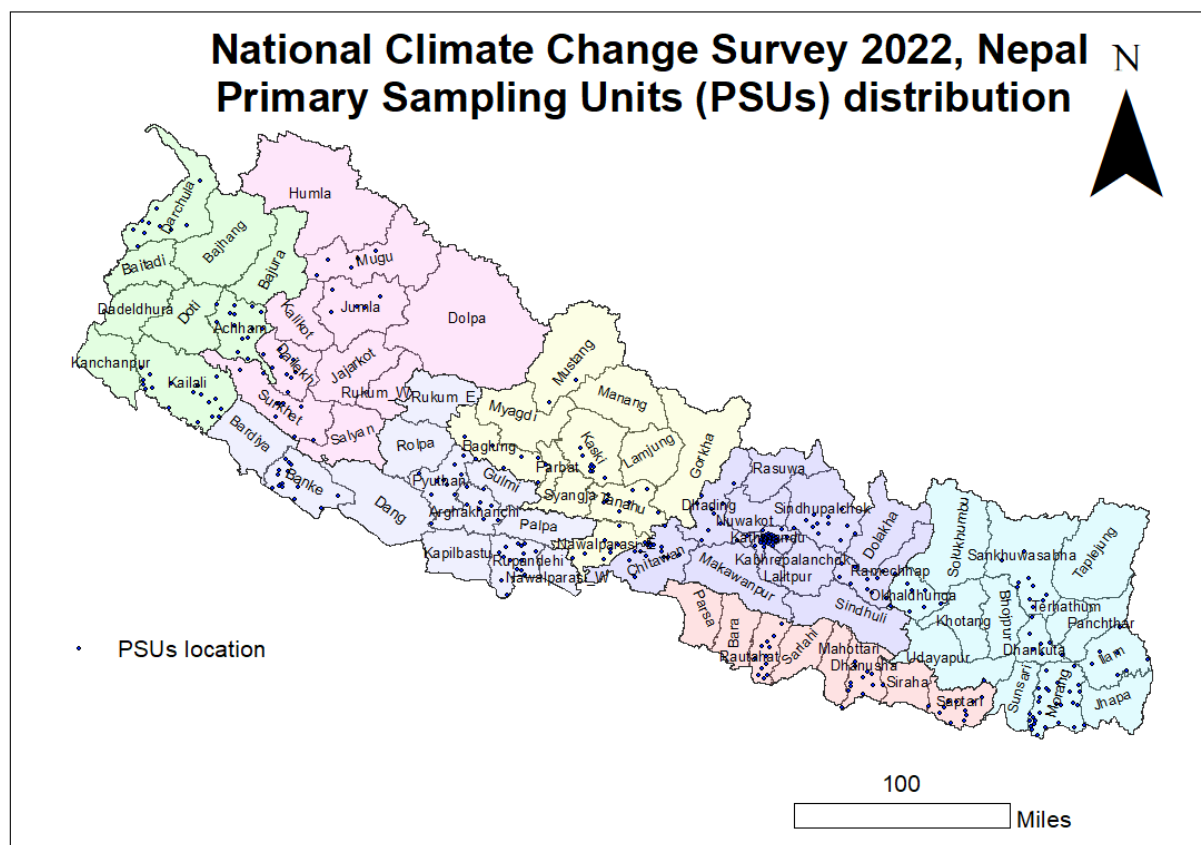 National Climate Change Survey 2022, Nepal
Primary Sampling Units (PSUs) distribution
N
Humla
Darchula
Bajhang
Bajura
Baitadi
Mugu
Dadeldhura
Doti
Jumla
Achham
Kalikot
Dolpa
Kanchanpur
Kailali
Dailekh
Jajarkot
Mustang
Rukum_W
Rukum_E
Manang
Surkhet
Myagdi
Bardiya
Salyan
Rolpa
Baglung
Kaski
Lamjung
Gorkha
Parbat
Rasuwa
Banke
Pyuthan
Gulmi
Syangja
Tanahu
Dhading
Sindhupalchok
Dang
Arghakhanchi
Nuwakot
Dolakha
Solukhumbu
Sankhuwasabha
Taplejung
Palpa
Kathmandu
Kapilbastu
Rupandehi
Nawalparasi_E
Chitawan
Kabhrepalanchok
Ramechhap
Nawalparasi_W
Makawanpur
Lalitpur
Okhaldhunga
Bhojpur
Terhathum
Parsa
Bara
Sindhuli
Khotang
Panchthar
Rautahat
Sarlahi
Mahottari
Udayapur
Dhankuta
Ilam
Dhanusha
Siraha
Sunsari
Morang
Jhapa
Saptari
PSUs location
100
Miles